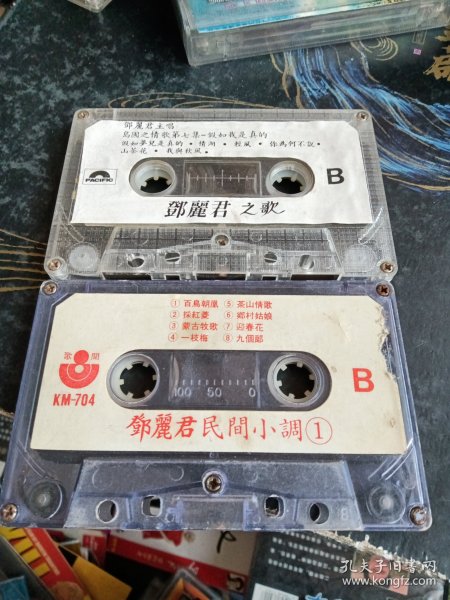 鄧麗君主唱
島國之情歌第七集-假如我是真的
假如夢兒是真的・情湖・輕風・你為何不說・
山茶花・我與秋風・
PACIFIC
B
鄧麗君之歌
①百鳥朝凰 ⑤茶山情歌
②採紅菱 ⑥鄉村姑娘
③蒙古牧歌 ⑦迎春花
④一枝梅 ⑧九個郎
歌聞
KM-704
100 50 0
B
鄧麗君民間小調①
孔夫子旧书网
www.kongfz.com